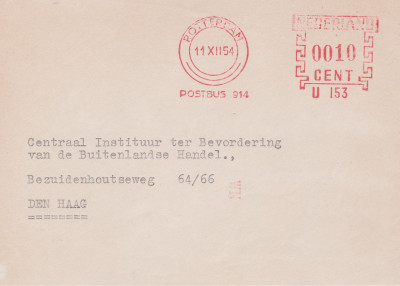 ROTTERDAM
11 XII 54
POSTBUS 914
NEDERLAND
0010
CENT
U 153
Centraal Instituur ter Bevordering
van de Buitenlandse Handel.,
Bezuidenhoutseweg 64/66
DEN HAAG